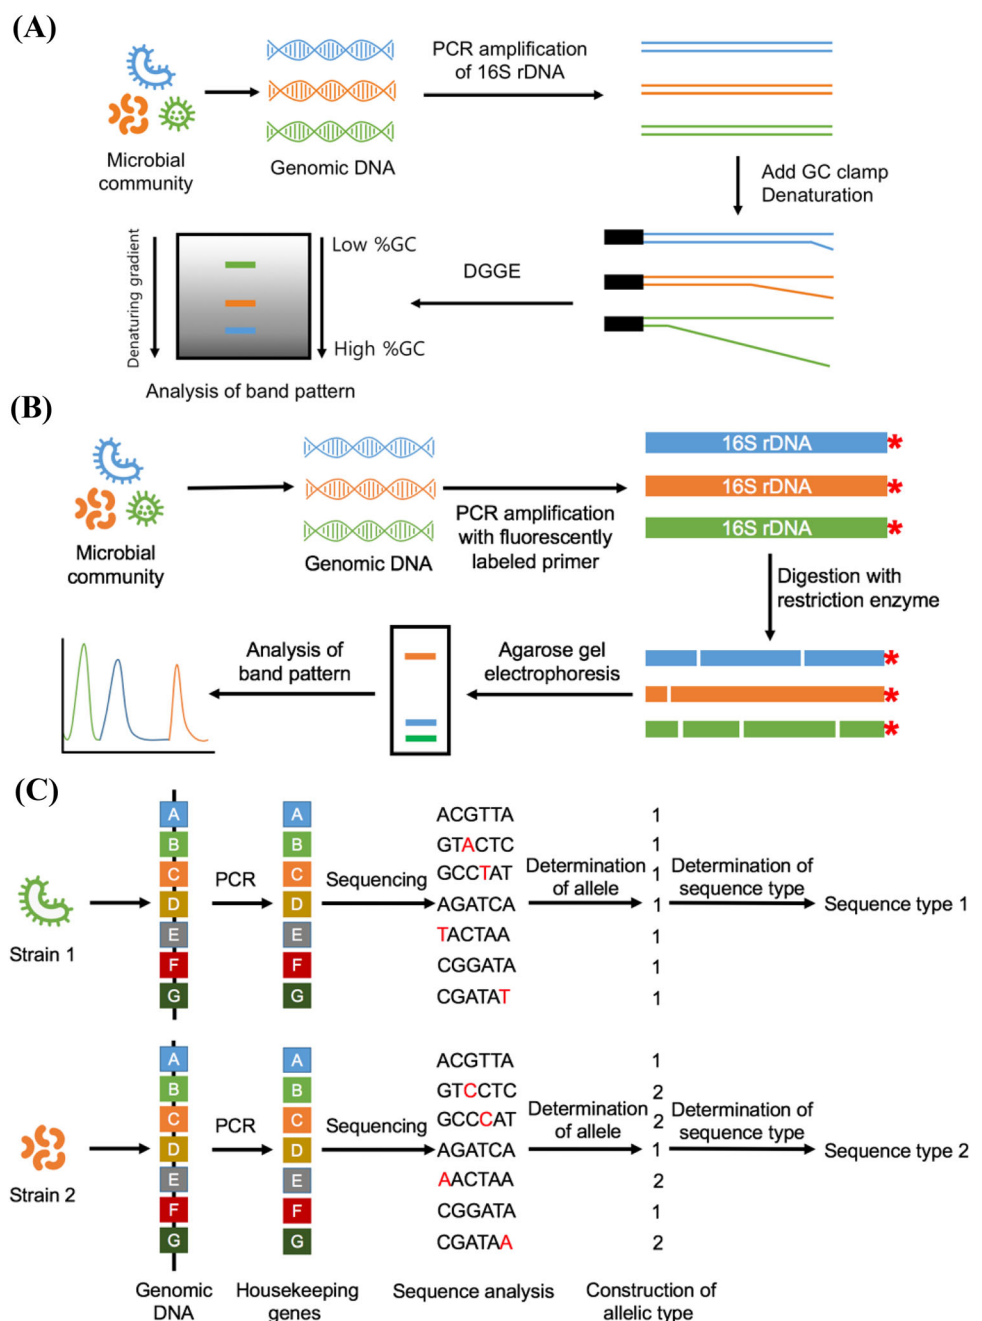 (A)
Microbial
community
Genomic DNA
PCR amplification
of 16S rDNA
Add GC clamp
Denaturation
DGGE
Denaturing gradient
Low %GC
High %GC
Analysis of band pattern
(B)
Microbial
community
Genomic DNA
PCR amplification
with fluorescently
labeled primer
16S rDNA*
16S rDNA*
16S rDNA*
Digestion with
restriction enzyme
*
*
*
Agarose gel
electrophoresis
Analysis of
band pattern
(C)
Strain 1
A
B
C
D
E
F
G
PCR
A
B
C
D
E
F
G
Sequencing
ACGTTA
GTACTC
GCCTAT
AGATCA
TACTAA
CGGATA
CGATAT
Determination
of allele
1
1
1
1
1
1
1
Determination of
sequence type
Sequence type 1
Strain 2
A
B
C
D
E
F
G
PCR
A
B
C
D
E
F
G
Sequencing
ACGTTA
GTCCTC
GCCCAT
AGATCA
AACTAA
CGGATA
CGATAA
Determination
of allele
1
2
2
1
2
1
2
Determination of
sequence type
Sequence type 2
Genomic
DNA
Housekeeping
genes
Sequence analysis
Construction of
allelic type